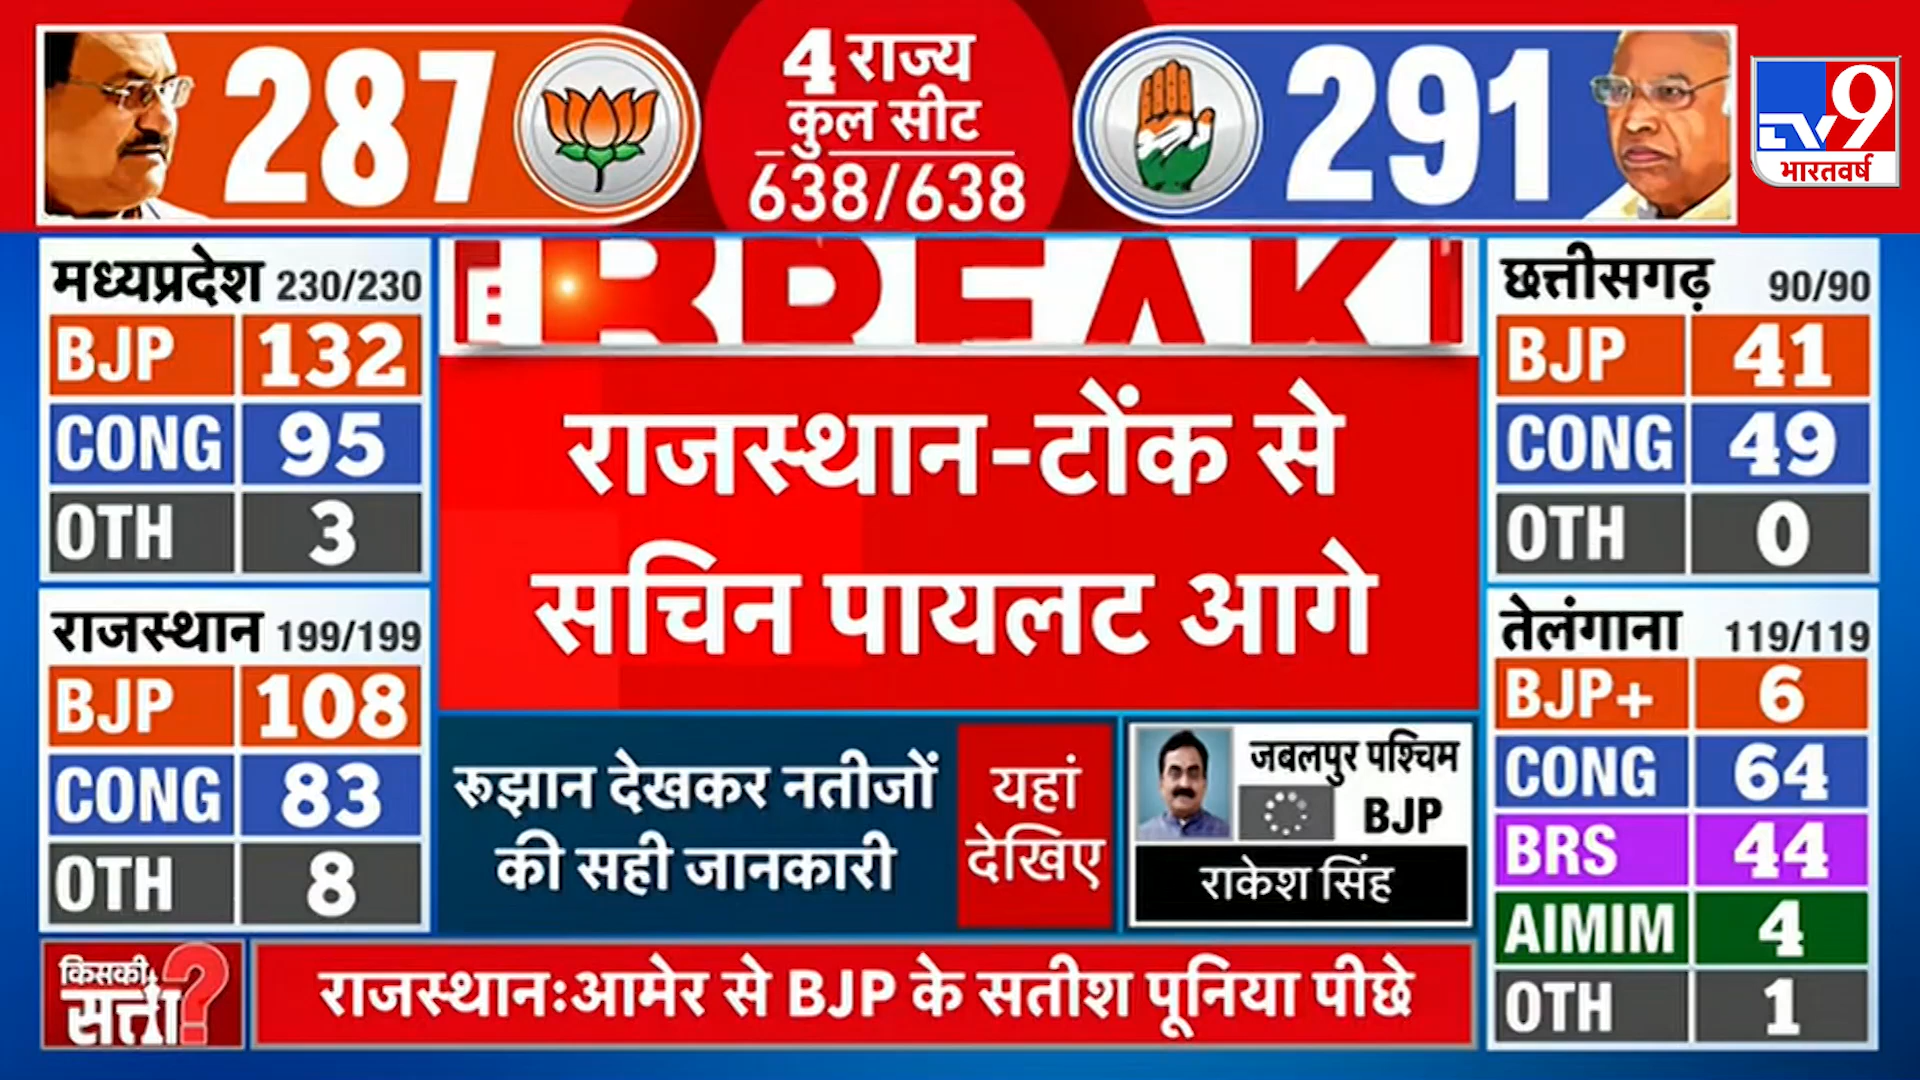 287
4 राज्य
कुल सीट
638/638
291
TV9
भारतवर्ष
मध्यप्रदेश 230/230
BJP 132
CONG 95
OTH 3
राजस्थान 199/199
BJP 108
CONG 83
OTH 8
BREAK
राजस्थान-टोंक से
सचिन पायलट आगे
रूझान देखकर नतीजों
की सही जानकारी
यहां
देखिए
जबलपुर पश्चिम
BJP
राकेश सिंह
छत्तीसगढ़ 90/90
BJP 41
CONG 49
OTH 0
तेलंगाना 119/119
BJP+ 6
CONG 64
BRS 44
AIMIM 4
OTH 1
किसकी
सत्ता?
राजस्थानःआमेर से BJP के सतीश पूनिया पीछे